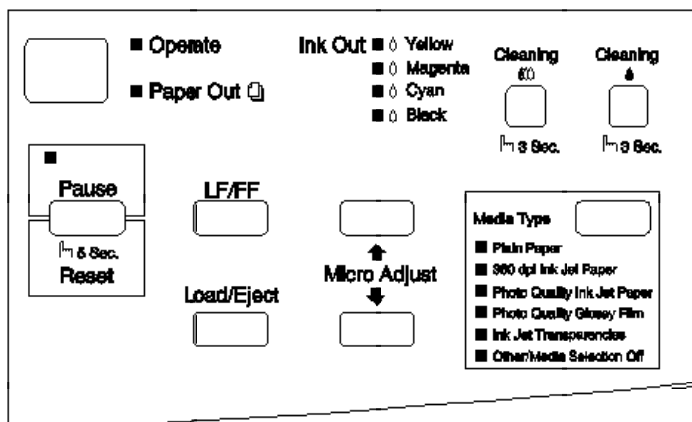 Operate
Paper Out
Ink Out
Yellow
Magenta
Cyan
Black
Cleaning
3 Sec.
Cleaning
3 Sec.
Pause
5 Sec.
Reset
LF/FF
Load/Eject
Micro Adjust
Media Type
Plain Paper
360 dpi Ink Jet Paper
Photo Quality Ink Jet Paper
Photo Quality Glossy Film
Ink Jet Transparencies
Other/Media Selection Off